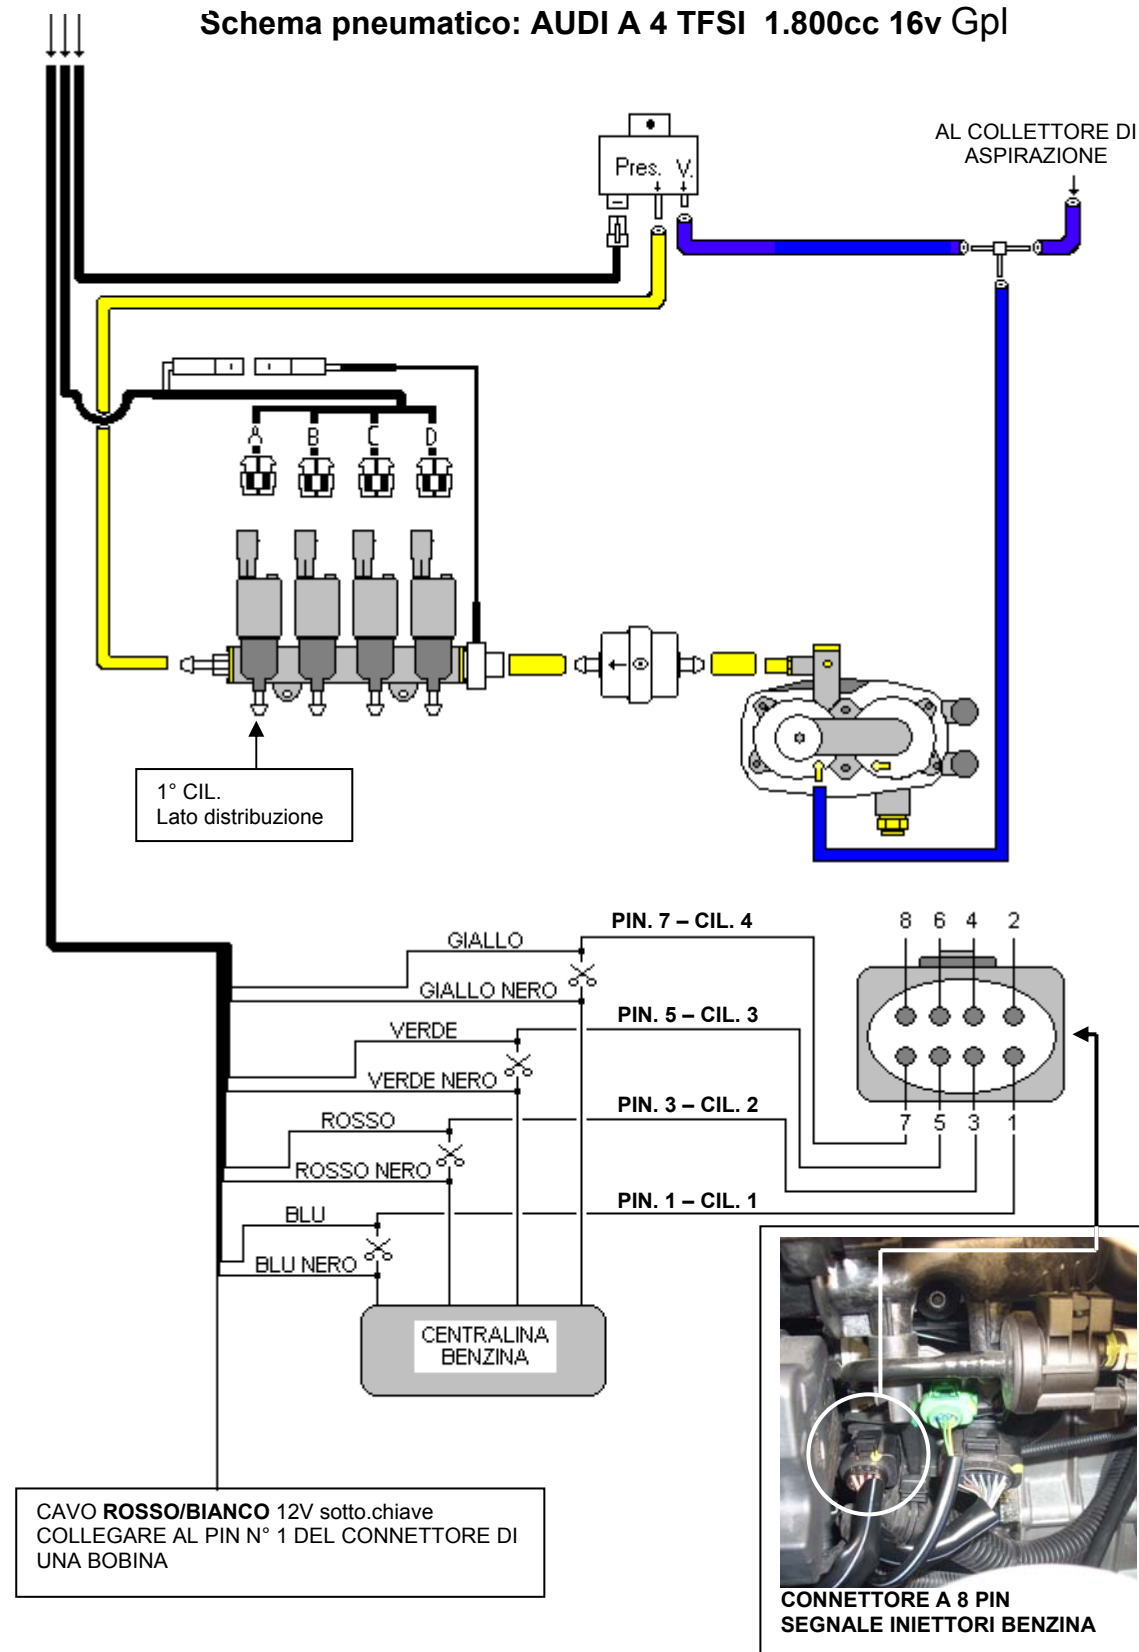 Schema pneumatico: AUDI A 4 TFSI 1.800cc 16v Gpl
AL COLLETTORE DI
ASPIRAZIONE
Pres. V.
A B C D
1° CIL.
Lato distribuzione
8 6 4 2
7 5 3 1
GIALLO
PIN. 7 – CIL. 4
GIALLO NERO
VERDE
PIN. 5 – CIL. 3
VERDE NERO
ROSSO
PIN. 3 – CIL. 2
ROSSO NERO
BLU
PIN. 1 – CIL. 1
BLU NERO
CENTRALINA
BENZINA
CAVO ROSSO/BIANCO 12V sotto.chiave
COLLEGARE AL PIN N° 1 DEL CONNETTORE DI
UNA BOBINA
CONNETTORE A 8 PIN
SEGNALE INIETTORI BENZINA